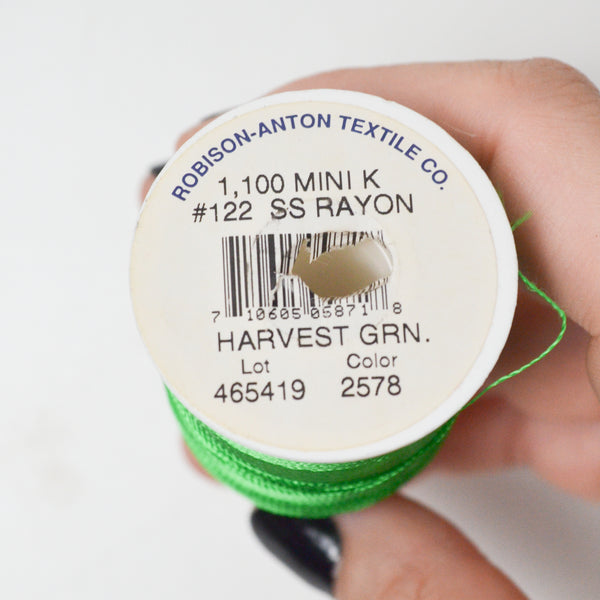 ROBISON-ANTON TEXTILE CO.
1,100 MINI K
#122 SS RAYON
7 10605 05871 8
HARVEST GRN.
Lot Color
465419 2578